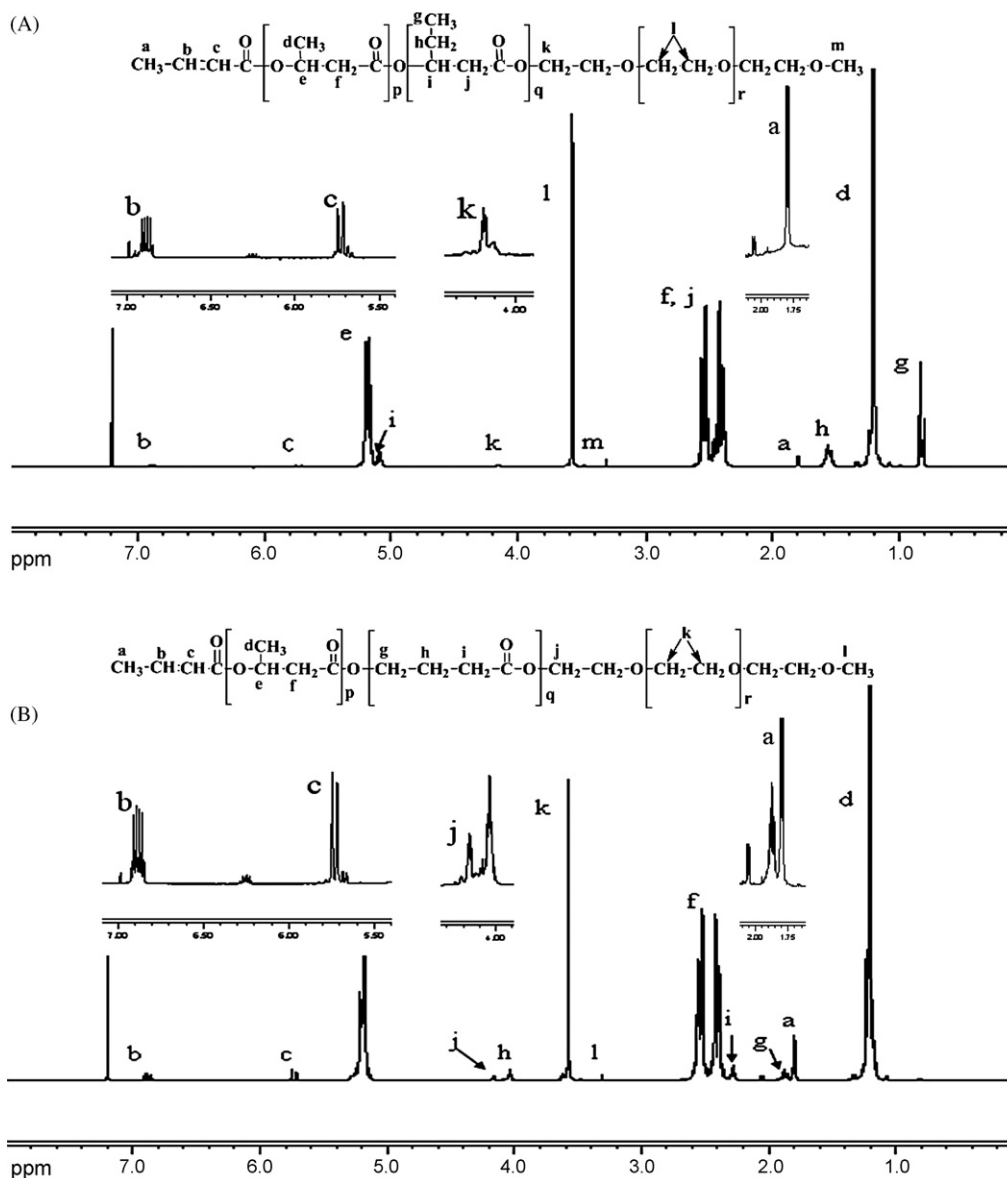 (A)
g CH₃
a b c O d CH₃ O h CH₂ O k l m
CH₃-CH=CH-C-[O-CH-CH₂-C]p-[O-CH-CH₂-C-O]q-CH₂-CH₂-O-[CH₂-CH₂-O]r-CH₂-CH₂-O-CH₃
e f i j
b c k l a d
7.00 6.50 6.00 5.50 4.00 2.00 1.75
f, j
e i g
b c k m a h
ppm 7.0 6.0 5.0 4.0 3.0 2.0 1.0
a b c O d CH₃ O g h i O j k l
CH₃-CH=CH-C-[O-CH-CH₂-C]p-O-[CH₂-CH₂-CH₂-C-O]q-CH₂-CH₂-O-[CH₂-CH₂-O]r-CH₂-CH₂-O-CH₃
e f
(B)
b c j k a d
7.00 6.50 6.00 5.50 4.00 2.00 1.75
f
b c j h l i g a
ppm 7.0 6.0 5.0 4.0 3.0 2.0 1.0